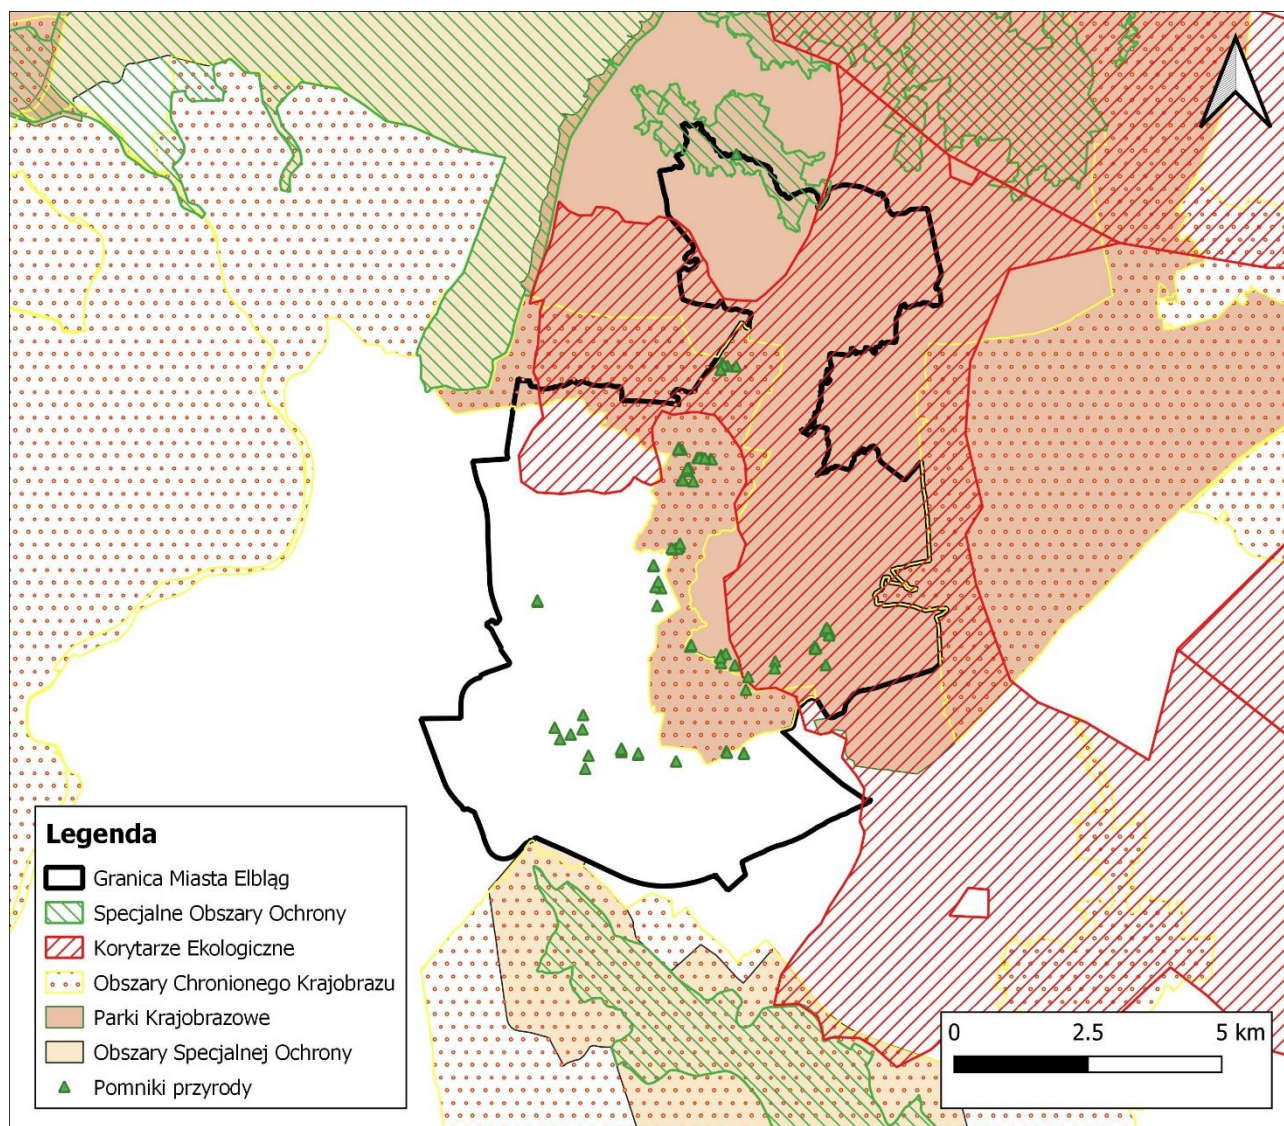 Legenda
Granica Miasta Elbląg
Specjalne Obszary Ochrony
Korytarze Ekologiczne
Obszary Chronionego Krajobrazu
Parki Krajobrazowe
Obszary Specjalnej Ochrony
Pomniki przyrody
0 2.5 5 km